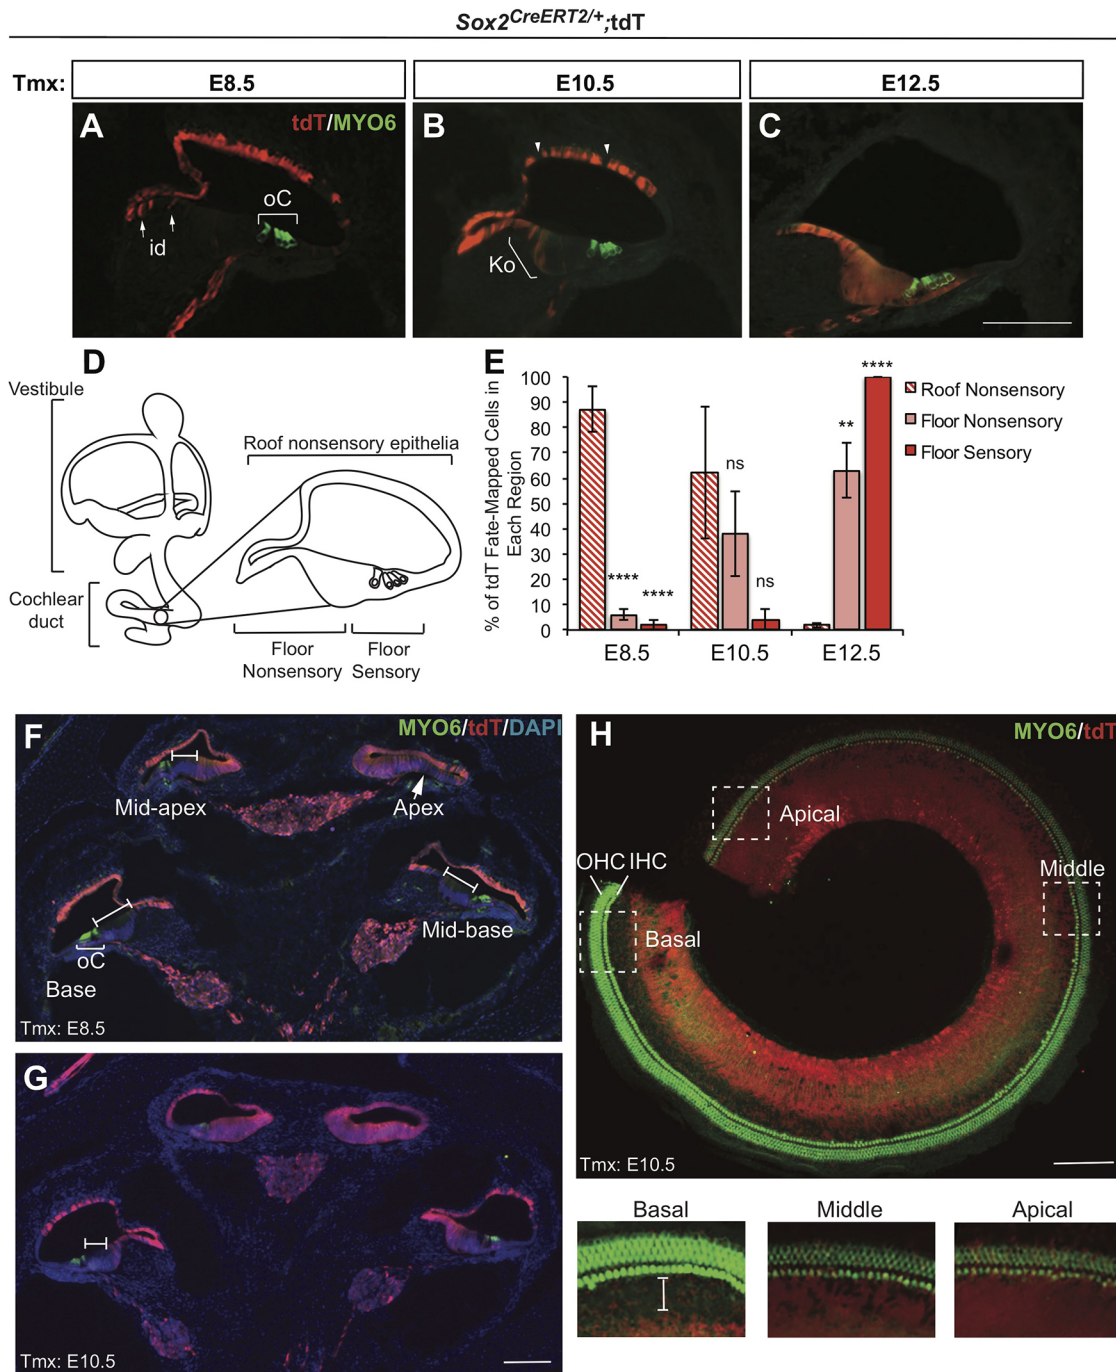 Sox2CreERT2/+;tdT
Tmx:
E8.5
E10.5
E12.5
A
tdT/MYO6
oC
id
B
Ko
C
D
Vestibule
Cochlear
duct
Roof nonsensory epithelia
Floor
Nonsensory
Floor
Sensory
E
% of tdT Fate-Mapped Cells in
Each Region
100
90
80
70
60
50
40
30
20
10
0
****
****
ns
ns
**
****
E8.5
E10.5
E12.5
Roof Nonsensory
Floor Nonsensory
Floor Sensory
F
MYO6/tdT/DAPI
Mid-apex
Apex
Mid-base
oC
Base
Tmx: E8.5
G
Tmx: E10.5
H
MYO6/tdT
Apical
OHC
IHC
Middle
Basal
Tmx: E10.5
Basal
Middle
Apical